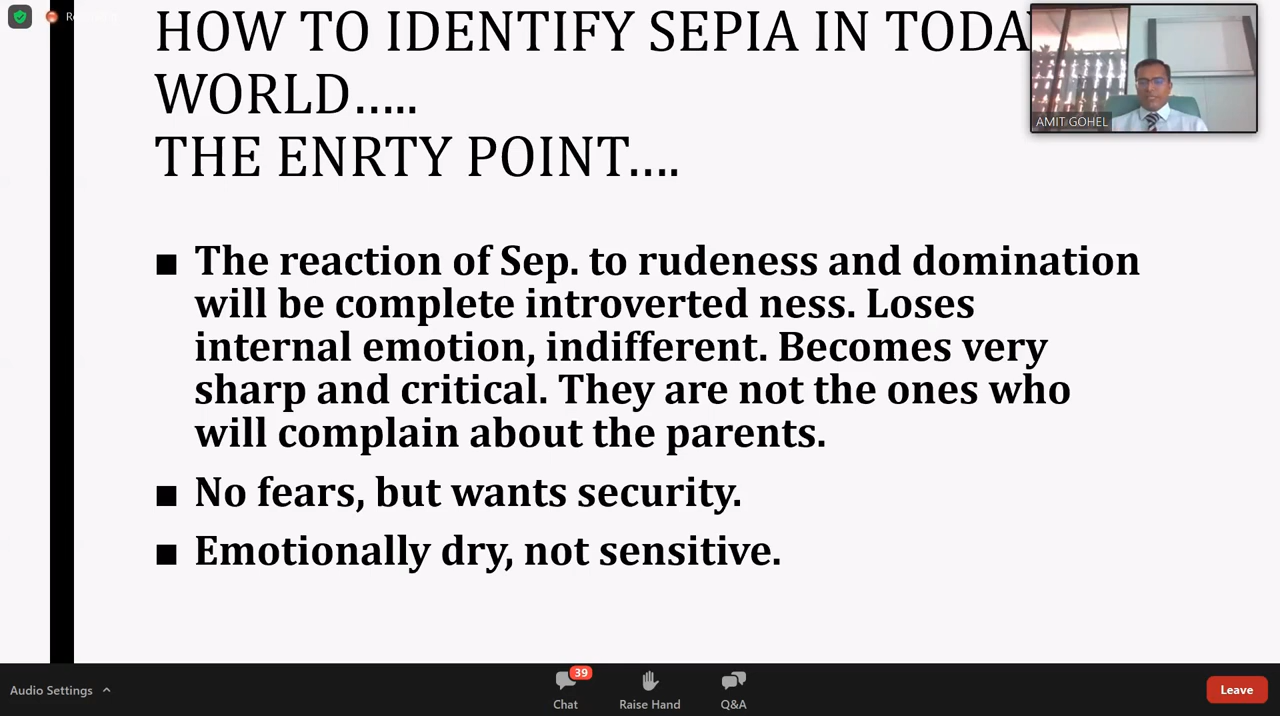 HOW TO IDENTIFY SEPIA IN TODA
WORLD.....
THE ENRTY POINT....
AMIT GOHEL
■ The reaction of Sep. to rudeness and domination
will be complete introverted ness. Loses
internal emotion, indifferent. Becomes very
sharp and critical. They are not the ones who
will complain about the parents.
■ No fears, but wants security.
■ Emotionally dry, not sensitive.
Audio Settings
39
Chat
Raise Hand
Q&A
Leave